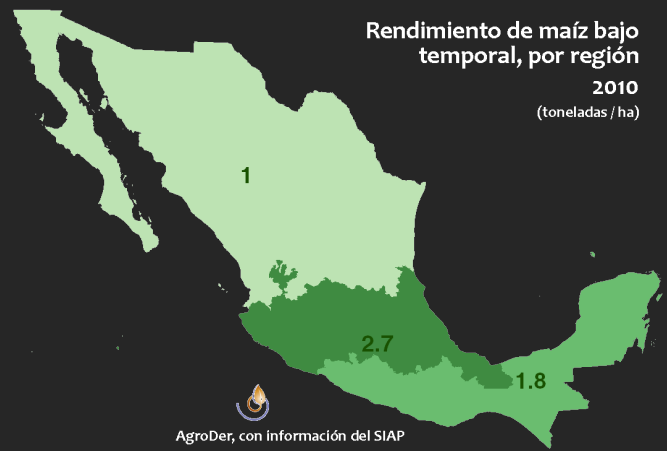 Rendimiento de maíz bajo
temporal, por región
2010
(toneladas / ha)
1
2.7
1.8
AgroDer, con información del SIAP